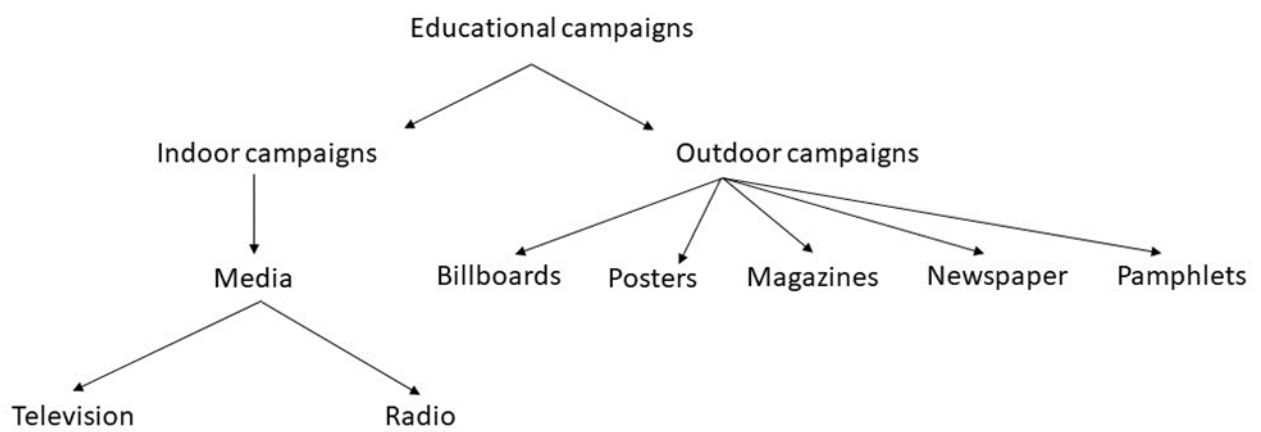 Educational campaigns
Indoor campaigns
Outdoor campaigns
Media
Billboards
Posters
Magazines
Newspaper
Pamphlets
Television
Radio